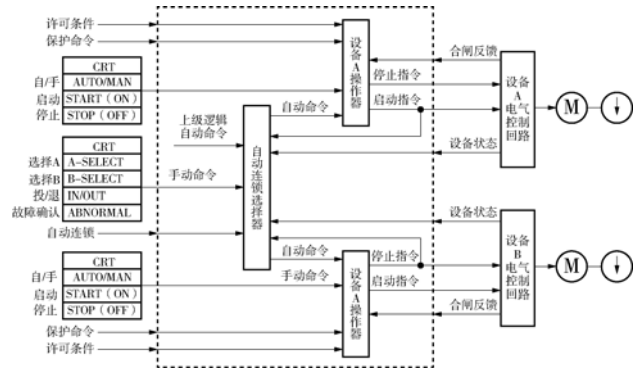 许可条件
保护命令
CRT
自/手 AUTO/MAN
启动 START（ON）
停止 STOP（OFF）
设备A操作器
合闸反馈
停止指令
启动指令
设备状态
设备A电气控制回路
M
上级逻辑
自动命令
自动命令
CRT
选择A A-SELECT
选择B B-SELECT
投/退 IN/OUT
故障确认 ABNORMAL
手动命令
自动连锁
自动连锁选择器
设备状态
自动命令
停止指令
手动命令
启动指令
合闸反馈
设备A操作器
设备B电气控制回路
M
CRT
自/手 AUTO/MAN
启动 START（ON）
停止 STOP（OFF）
保护命令
许可条件